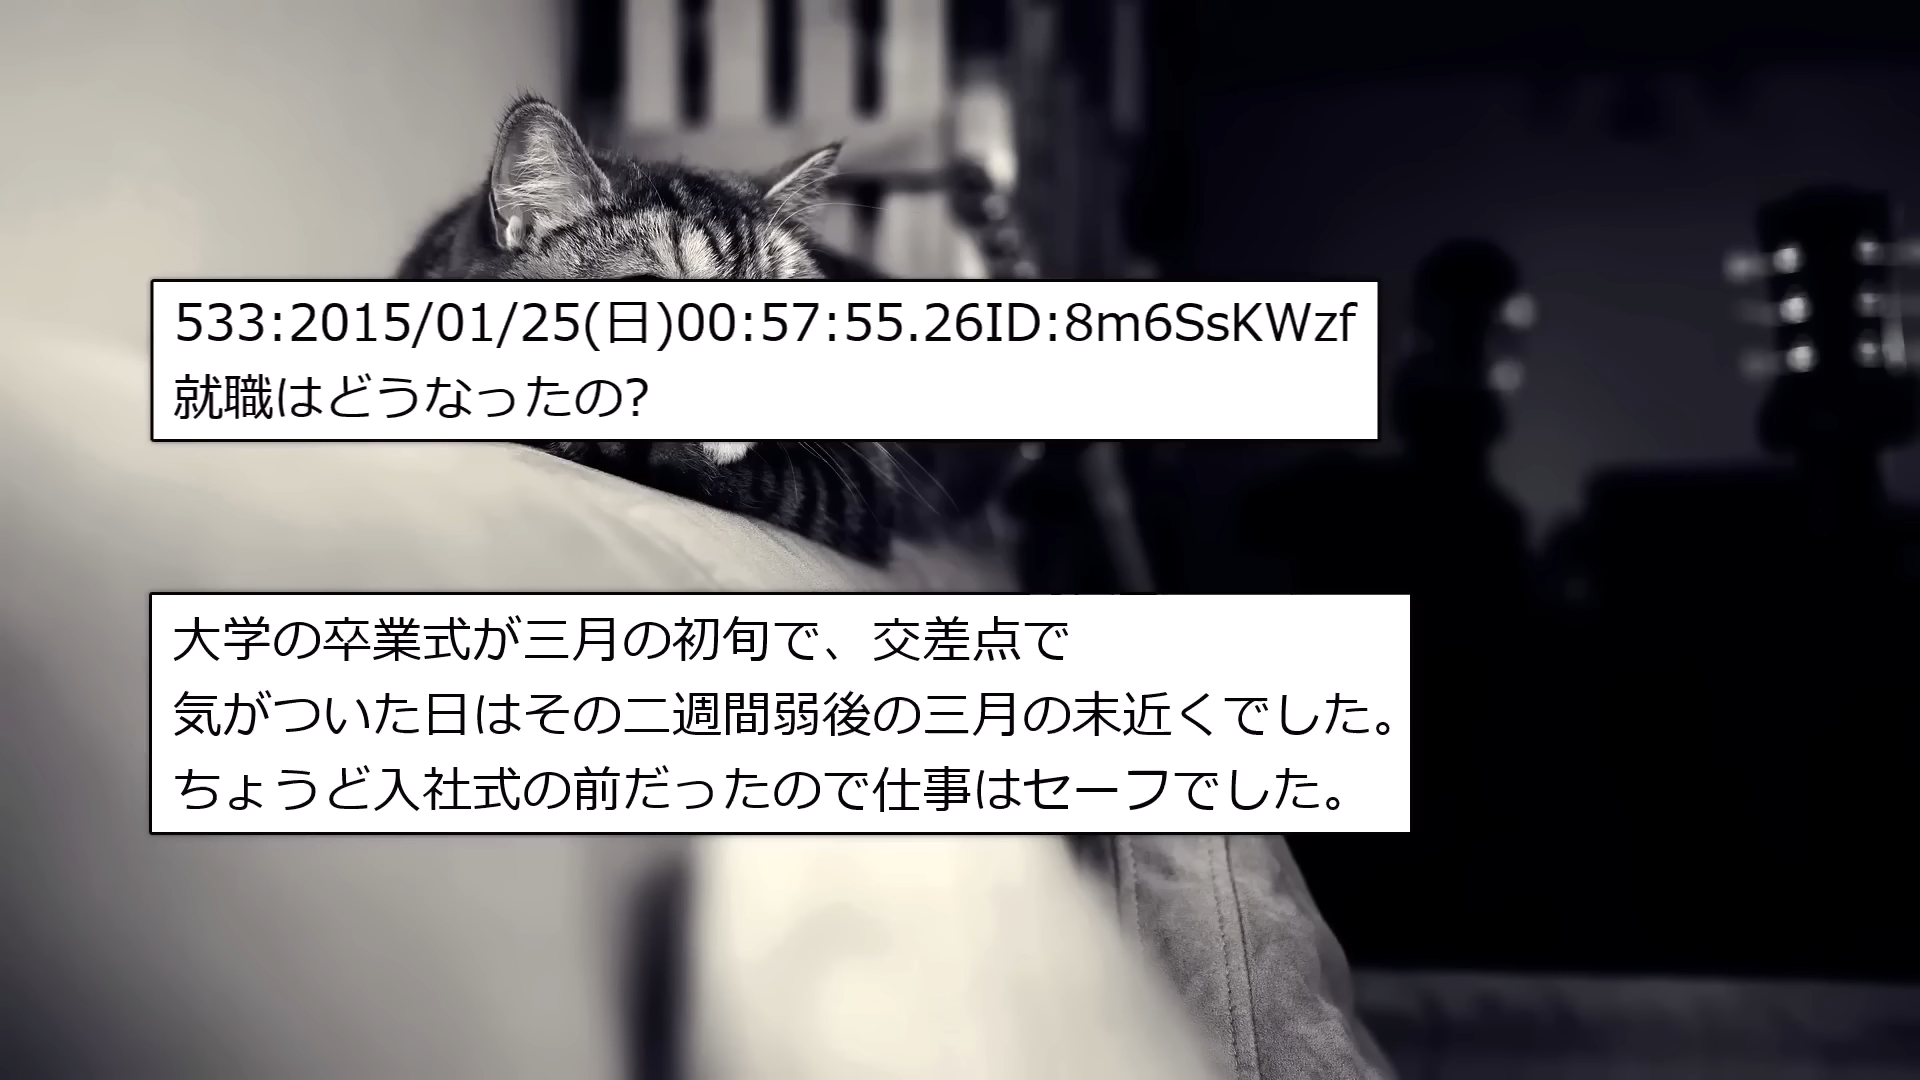 533:2015/01/25(日)00:57:55.26ID:8m6SsKWzf
就職はどうなったの?
大学の卒業式が三月の初旬で、交差点で
気がついた日はその二週間弱後の三月の末近くでした。
ちょうど入社式の前だったので仕事はセーフでした。